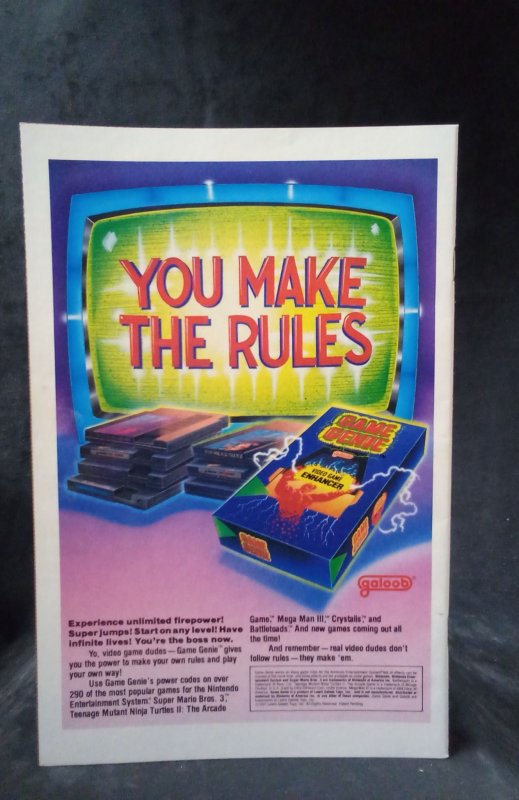 YOU MAKE
THE RULES
GAME
GENIE
galoob
VIDEO GAME
ENHANCER
GAME
GENIE
galoob®
Experience unlimited firepower!
Super jumps! Start on any level! Have
infinite lives! You're the boss now.
Yo, video game dudes — Game Genie™ gives
you the power to make your own rules and play
your own way!
Use Game Genie's power codes on over
290 of the most popular games for the Nintendo
Entertainment System: Super Mario Bros. 3,™
Teenage Mutant Ninja Turtles II: The Arcade
Game,™ Mega Man III,™ Crystalis,™ and
Battletoads.™ And new games coming out all
the time!
And remember — real video dudes don't
follow rules — they make 'em.